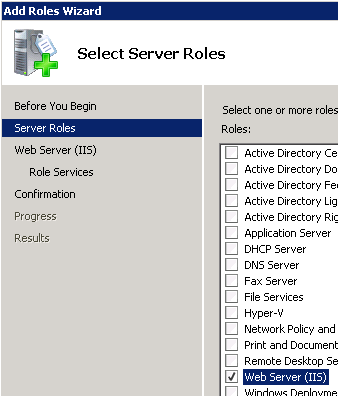 Add Roles Wizard
Select Server Roles
Before You Begin
Server Roles
Web Server (IIS)
Role Services
Confirmation
Progress
Results
Select one or more roles
Roles:
Active Directory Ce
Active Directory Do
Active Directory Fed
Active Directory Lig
Active Directory Rig
Application Server
DHCP Server
DNS Server
Fax Server
File Services
Hyper-V
Network Policy and
Print and Document
Remote Desktop Se
Web Server (IIS)
Windows Deployme